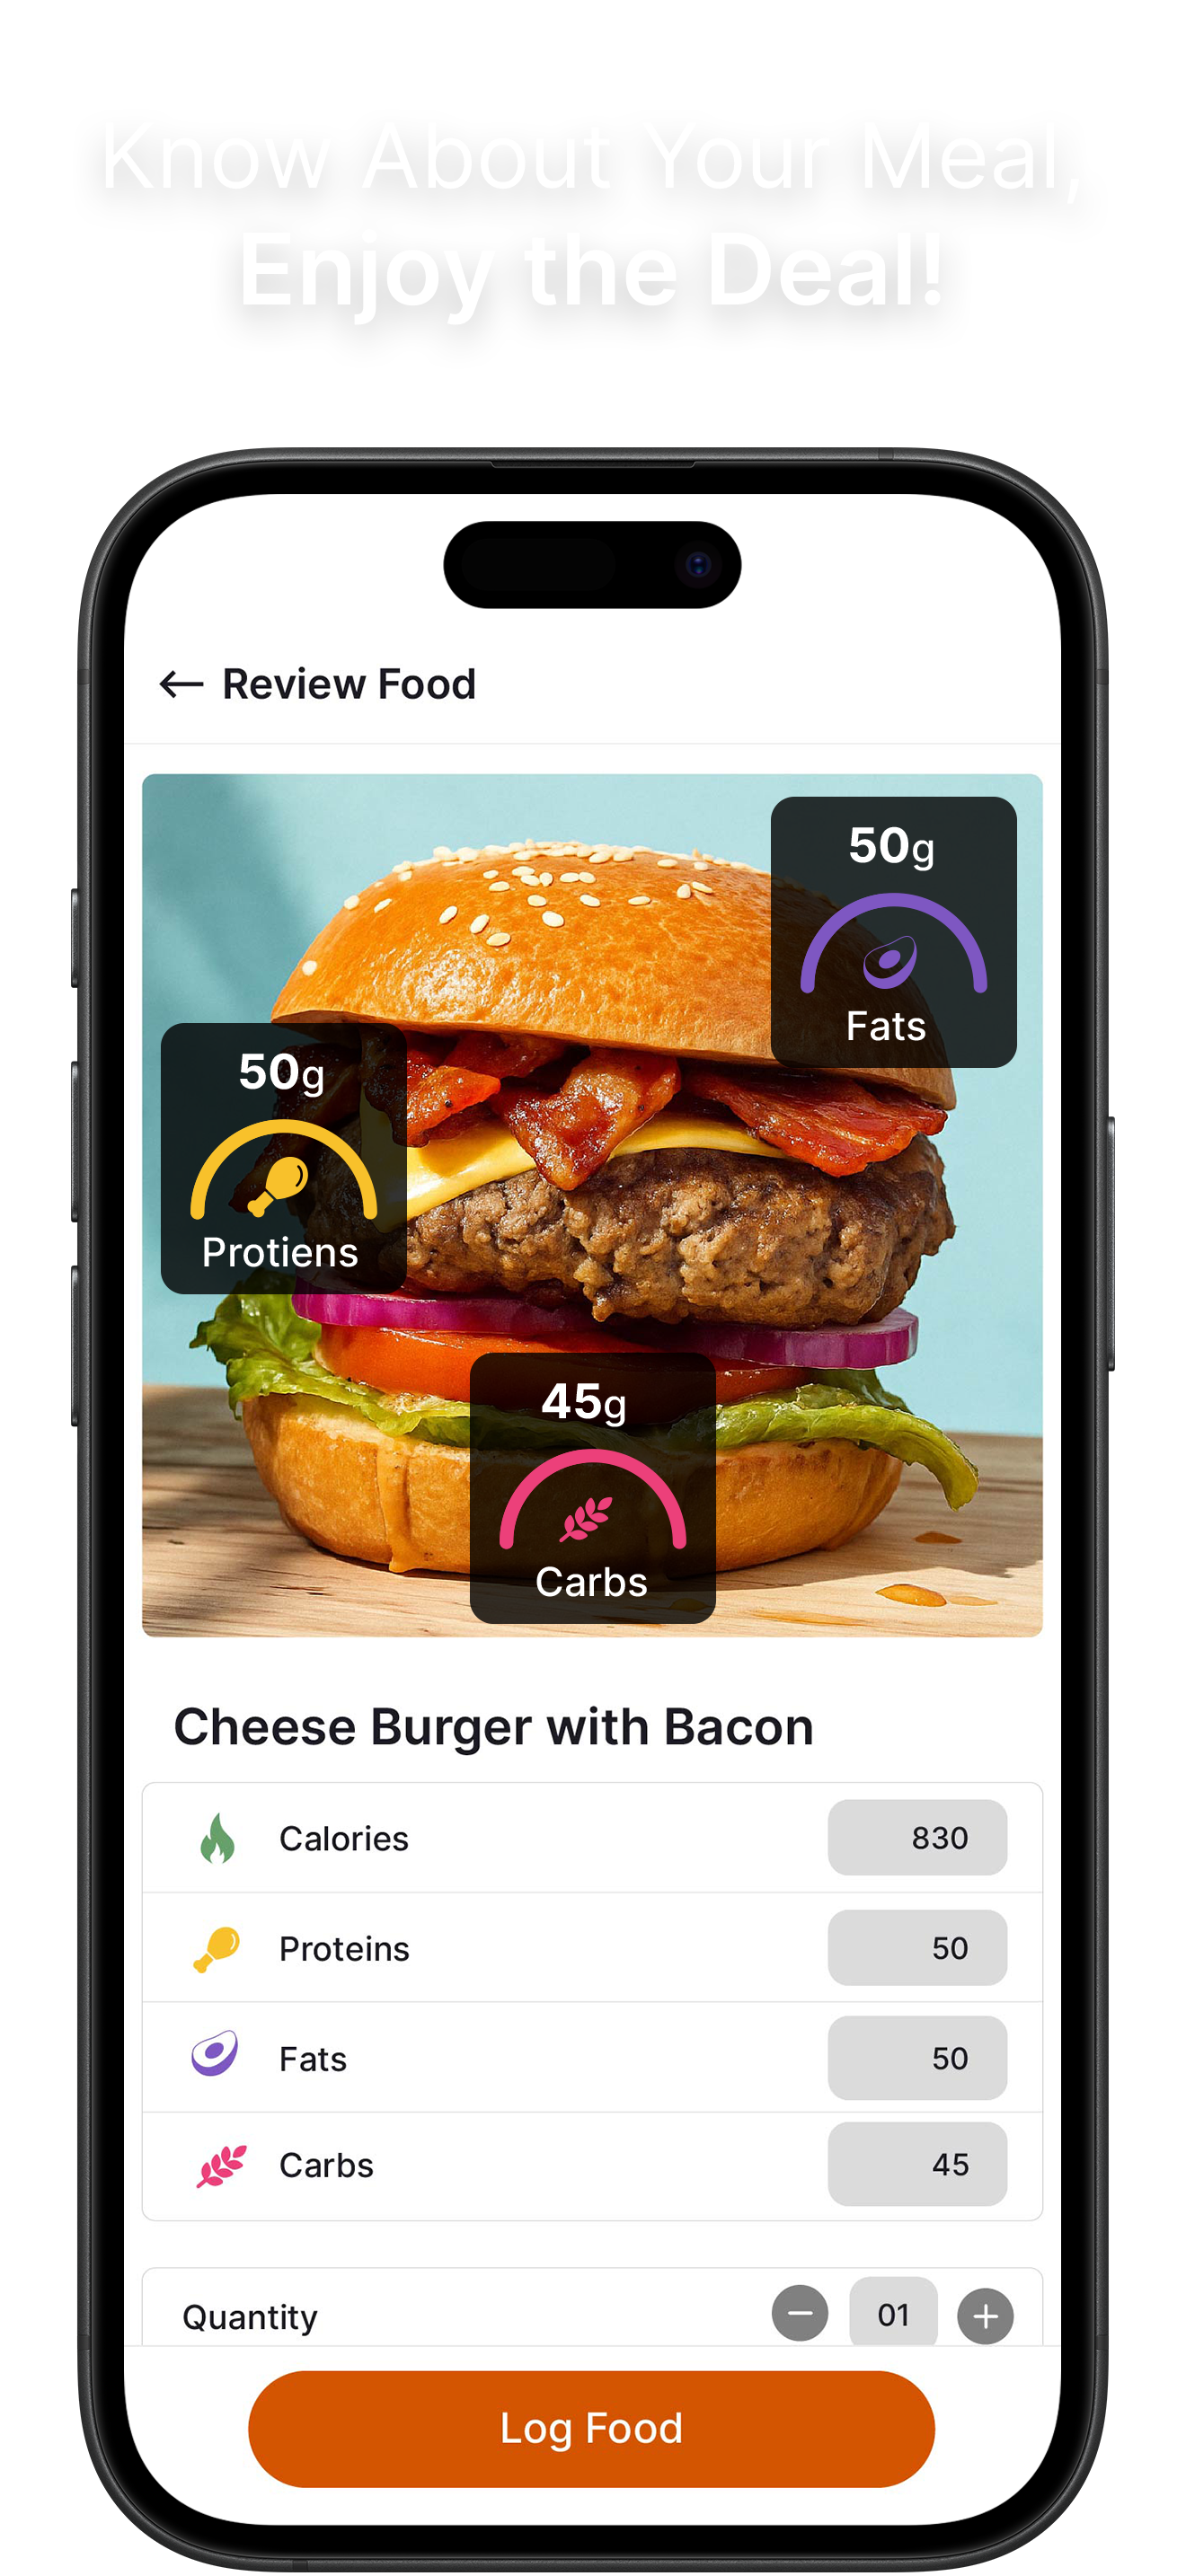 Know About Your Meal,
Enjoy the Deal!
Review Food
50g
Fats
50g
Protiens
45g
Carbs
Cheese Burger with Bacon
Calories 830
Proteins 50
Fats 50
Carbs 45
Quantity 01
Log Food